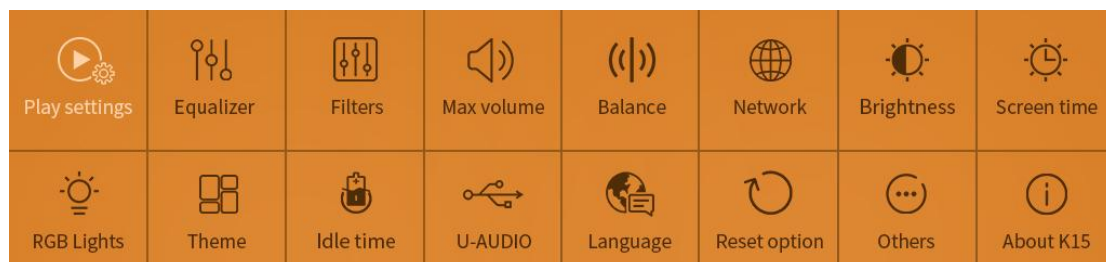 Play settings
Equalizer
Filters
Max volume
Balance
Network
Brightness
Screen time
RGB Lights
Theme
Idle time
U-AUDIO
Language
Reset option
Others
About K15